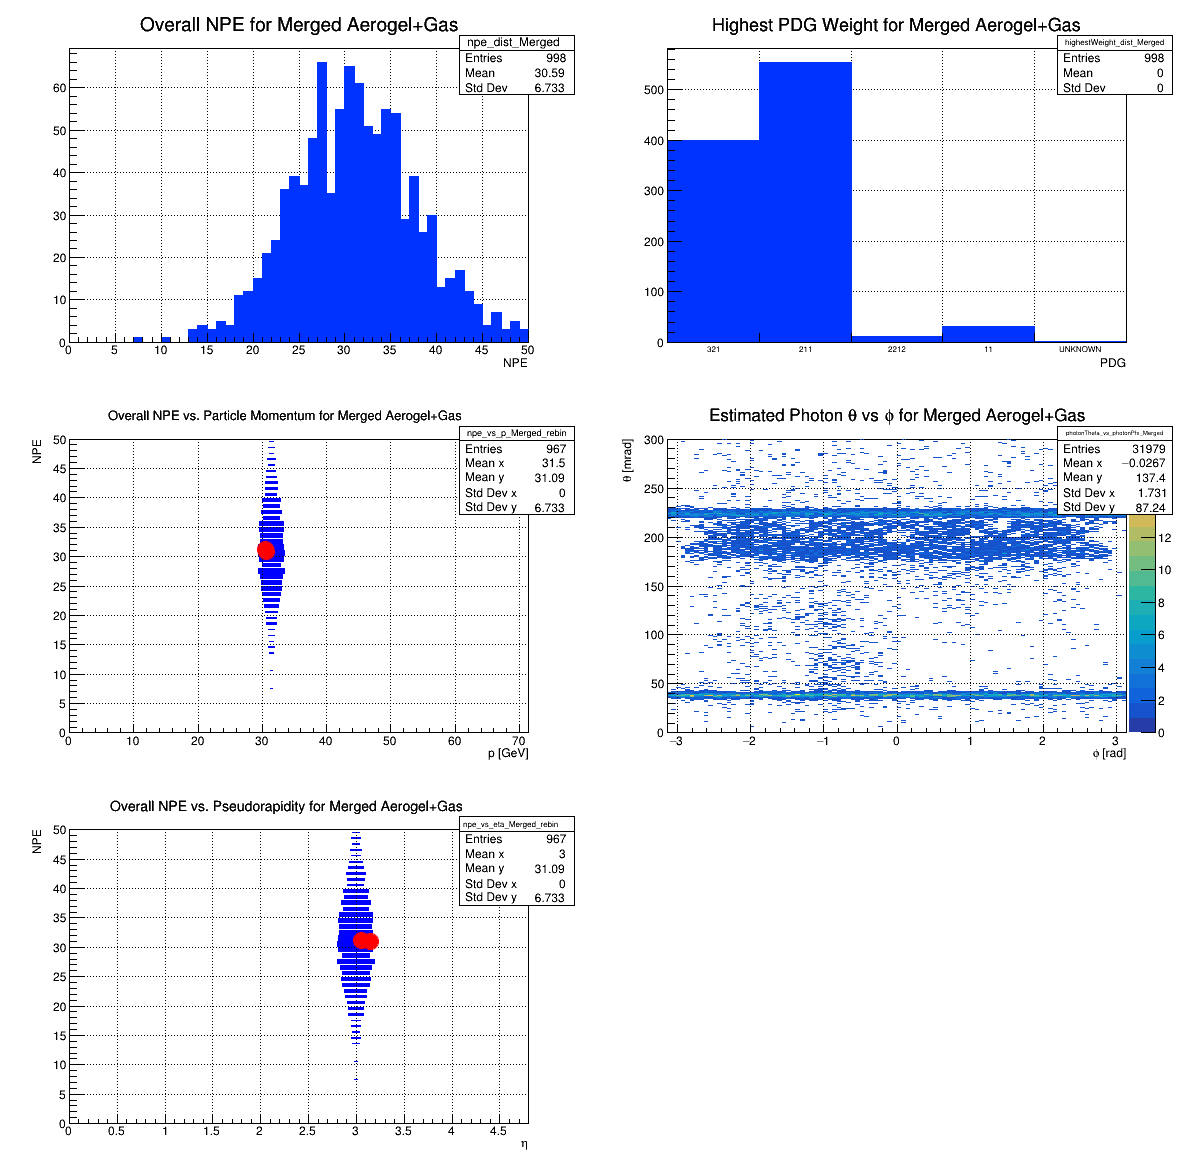 Overall NPE for Merged Aerogel+Gas
npe_dist_Merged
Entries 998
Mean 30.59
Std Dev 6.733
60
50
40
30
20
10
0
0 5 10 15 20 25 30 35 40 45 50
NPE
Highest PDG Weight for Merged Aerogel+Gas
highestWeight_dist_Merged
Entries 998
Mean 0
Std Dev 0
500
400
300
200
100
0
321 211 2212 11 UNKNOWN
PDG
Overall NPE vs. Particle Momentum for Merged Aerogel+Gas
npe_vs_p_Merged_rebin
Entries 967
Mean x 31.5
Mean y 31.09
Std Dev x 0
Std Dev y 6.733
NPE
50
45
40
35
30
25
20
15
10
5
0
0 10 20 30 40 50 60 70
p [GeV]
Estimated Photon θ vs ϕ for Merged Aerogel+Gas
photonTheta_vs_photonPhi_Merged
Entries 31979
Mean x −0.0267
Mean y 137.4
Std Dev x 1.731
Std Dev y 87.24
θ [mrad]
300
250
200
150
100
50
0
−3 −2 −1 0 1 2 3
ϕ [rad]
12
10
8
6
4
2
0
Overall NPE vs. Pseudorapidity for Merged Aerogel+Gas
npe_vs_eta_Merged_rebin
Entries 967
Mean x 3
Mean y 31.09
Std Dev x 0
Std Dev y 6.733
NPE
50
45
40
35
30
25
20
15
10
5
0
0 0.5 1 1.5 2 2.5 3 3.5 4 4.5
η